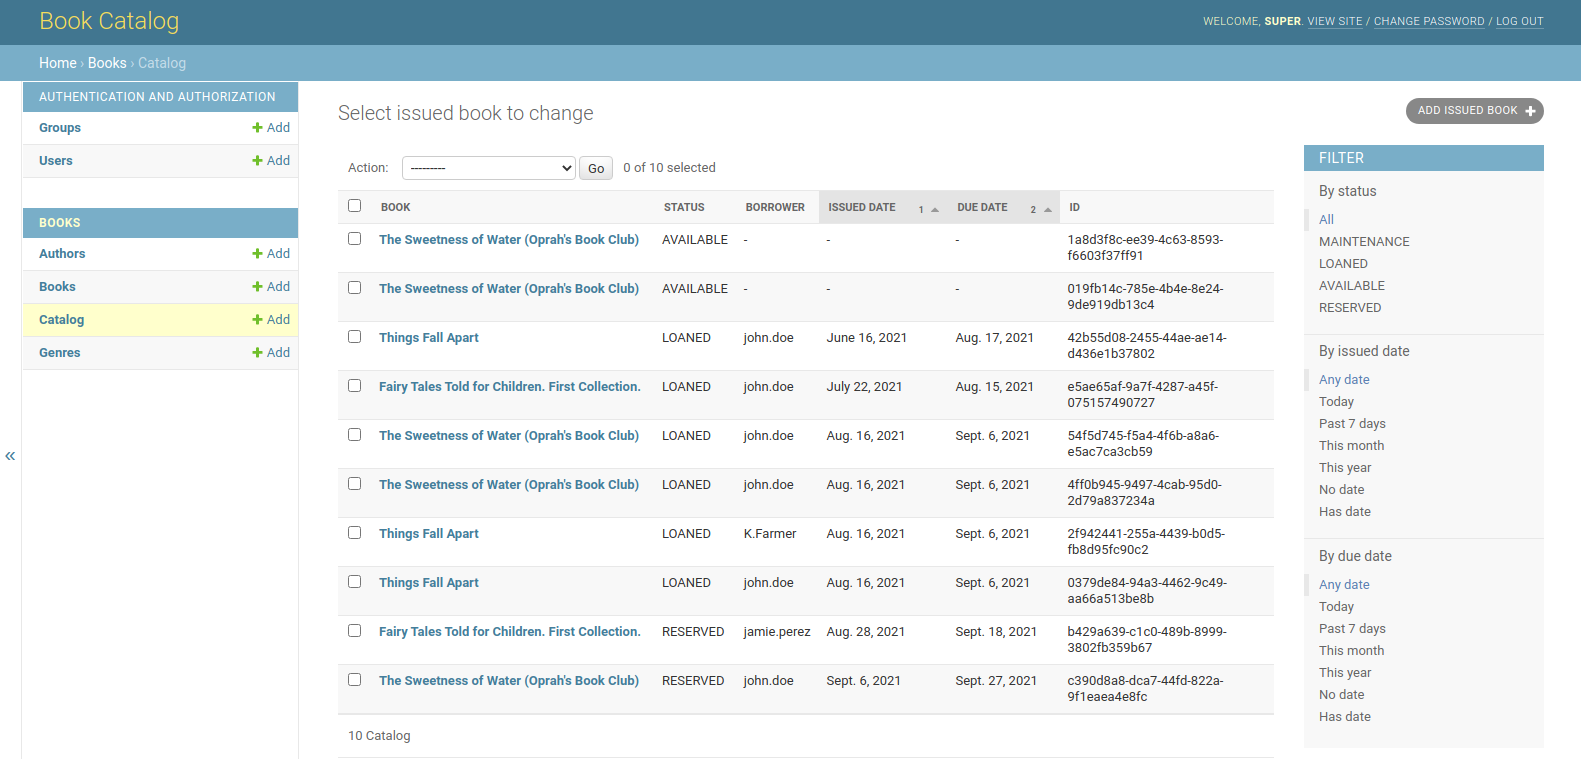 Book Catalog
WELCOME, SUPER. VIEW SITE / CHANGE PASSWORD / LOG OUT
Home › Books › Catalog
AUTHENTICATION AND AUTHORIZATION
Groups Add
Users Add
BOOKS
Authors Add
Books Add
Catalog Add
Genres Add
«
Select issued book to change
ADD ISSUED BOOK
Action: --------- Go 0 of 10 selected
BOOK STATUS BORROWER ISSUED DATE 1 DUE DATE 2 ID
The Sweetness of Water (Oprah's Book Club) AVAILABLE - - - 1a8d3f8c-ee39-4c63-8593-
f6603f37ff91
The Sweetness of Water (Oprah's Book Club) AVAILABLE - - - 019fb14c-785e-4b4e-8e24-
9de919db13c4
Things Fall Apart LOANED john.doe June 16, 2021 Aug. 17, 2021 42b55d08-2455-44ae-ae14-
d436e1b37802
Fairy Tales Told for Children. First Collection. LOANED john.doe July 22, 2021 Aug. 15, 2021 e5ae65af-9a7f-4287-a45f-
075157490727
The Sweetness of Water (Oprah's Book Club) LOANED john.doe Aug. 16, 2021 Sept. 6, 2021 54f5d745-f5a4-4f6b-a8a6-
e5ac7ca3cb59
The Sweetness of Water (Oprah's Book Club) LOANED john.doe Aug. 16, 2021 Sept. 6, 2021 4ff0b945-9497-4cab-95d0-
2d79a837234a
Things Fall Apart LOANED K.Farmer Aug. 16, 2021 Sept. 6, 2021 2f942441-255a-4439-b0d5-
fb8d95fc90c2
Things Fall Apart LOANED john.doe Aug. 16, 2021 Sept. 6, 2021 0379de84-94a3-4462-9c49-
aa66a513be8b
Fairy Tales Told for Children. First Collection. RESERVED jamie.perez Aug. 28, 2021 Sept. 18, 2021 b429a639-c1c0-489b-8999-
3802fb359b67
The Sweetness of Water (Oprah's Book Club) RESERVED john.doe Sept. 6, 2021 Sept. 27, 2021 c390d8a8-dca7-44fd-822a-
9f1eaea4e8fc
10 Catalog
FILTER
By status
All
MAINTENANCE
LOANED
AVAILABLE
RESERVED
By issued date
Any date
Today
Past 7 days
This month
This year
No date
Has date
By due date
Any date
Today
Past 7 days
This month
This year
No date
Has date